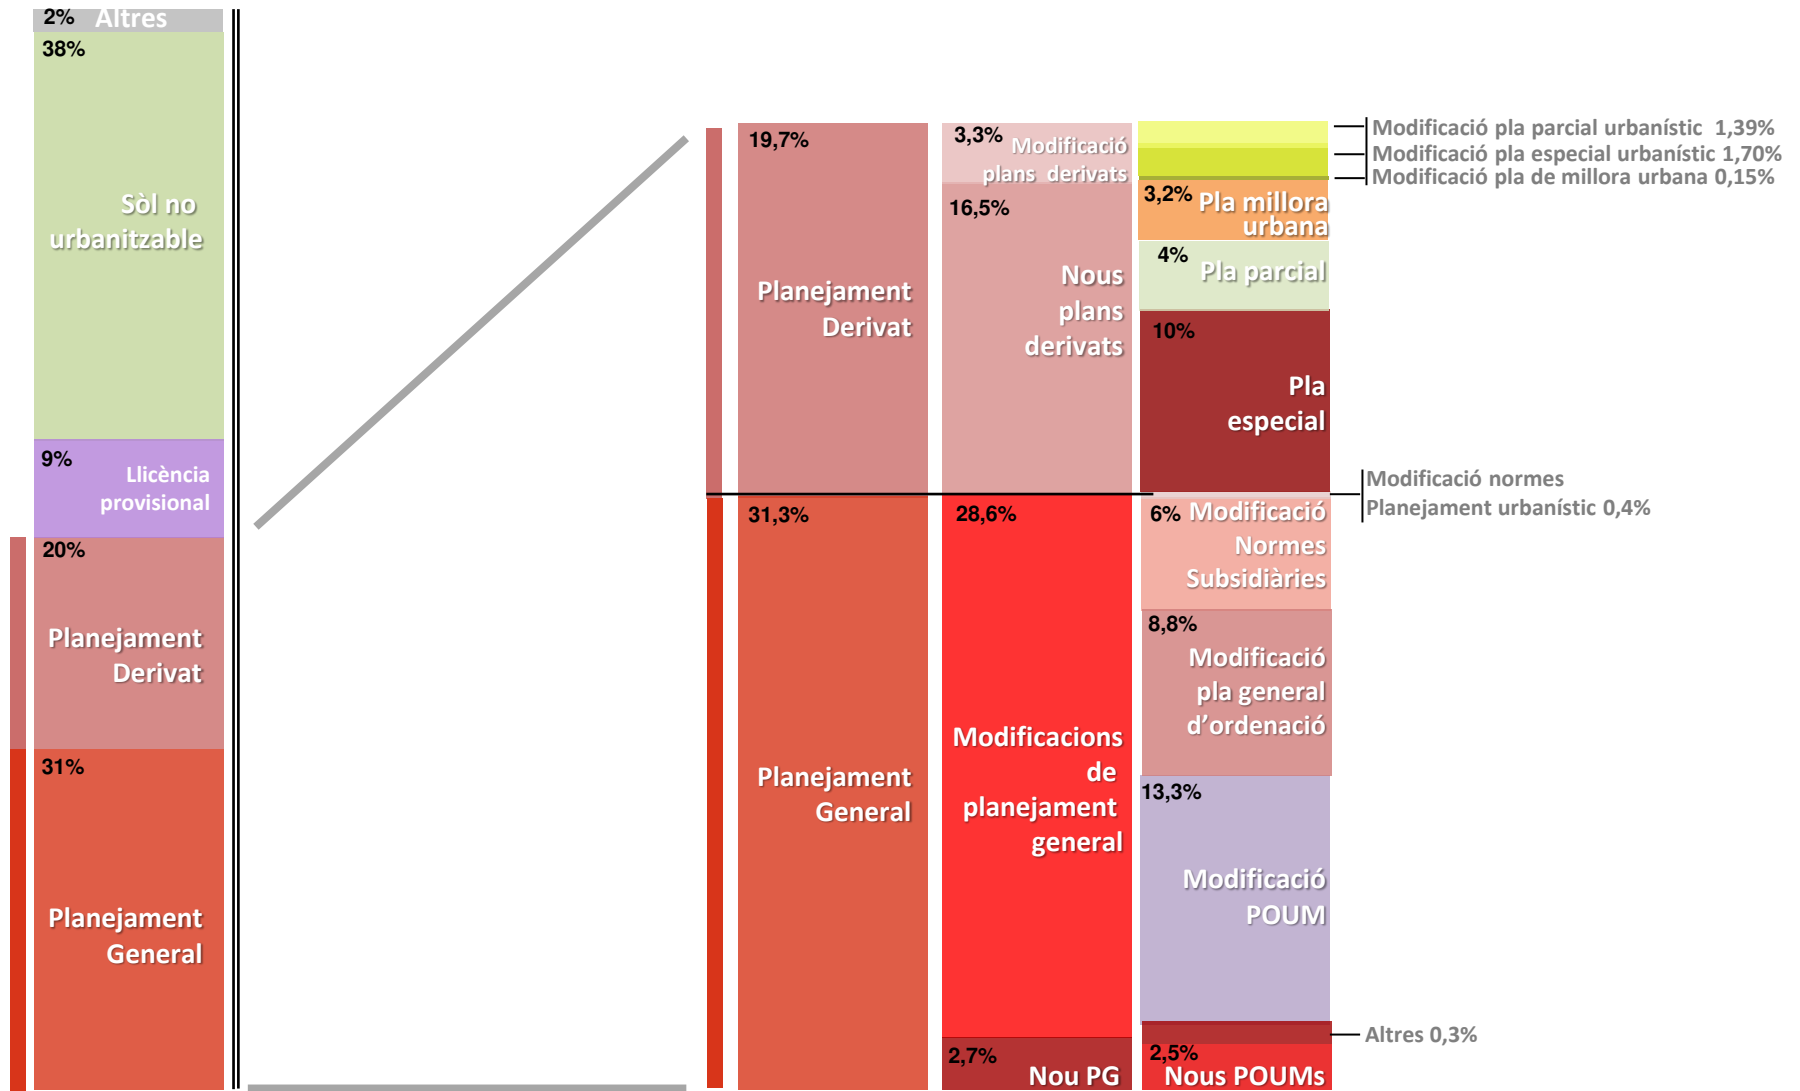 2% Altres
38%
Sòl no
urbanitzable
9%
Llicència
provisional
20%
Planejament
Derivat
31%
Planejament
General
19,7%
Planejament
Derivat
31,3%
Planejament
General
3,3% Modificació
plans derivats
16,5%
Nous
plans
derivats
28,6%
Modificacions
de
planejament
general
2,7%
Nou PG
3,2% Pla millora
urbana
4% Pla parcial
10%
Pla
especial
6% Modificació
Normes
Subsidiàries
8,8%
Modificació
pla general
d’ordenació
13,3%
Modificació
POUM
2,5%
Nous POUMs
Modificació pla parcial urbanístic 1,39%
Modificació pla especial urbanístic 1,70%
Modificació pla de millora urbana 0,15%
Modificació normes
Planejament urbanístic 0,4%
Altres 0,3%